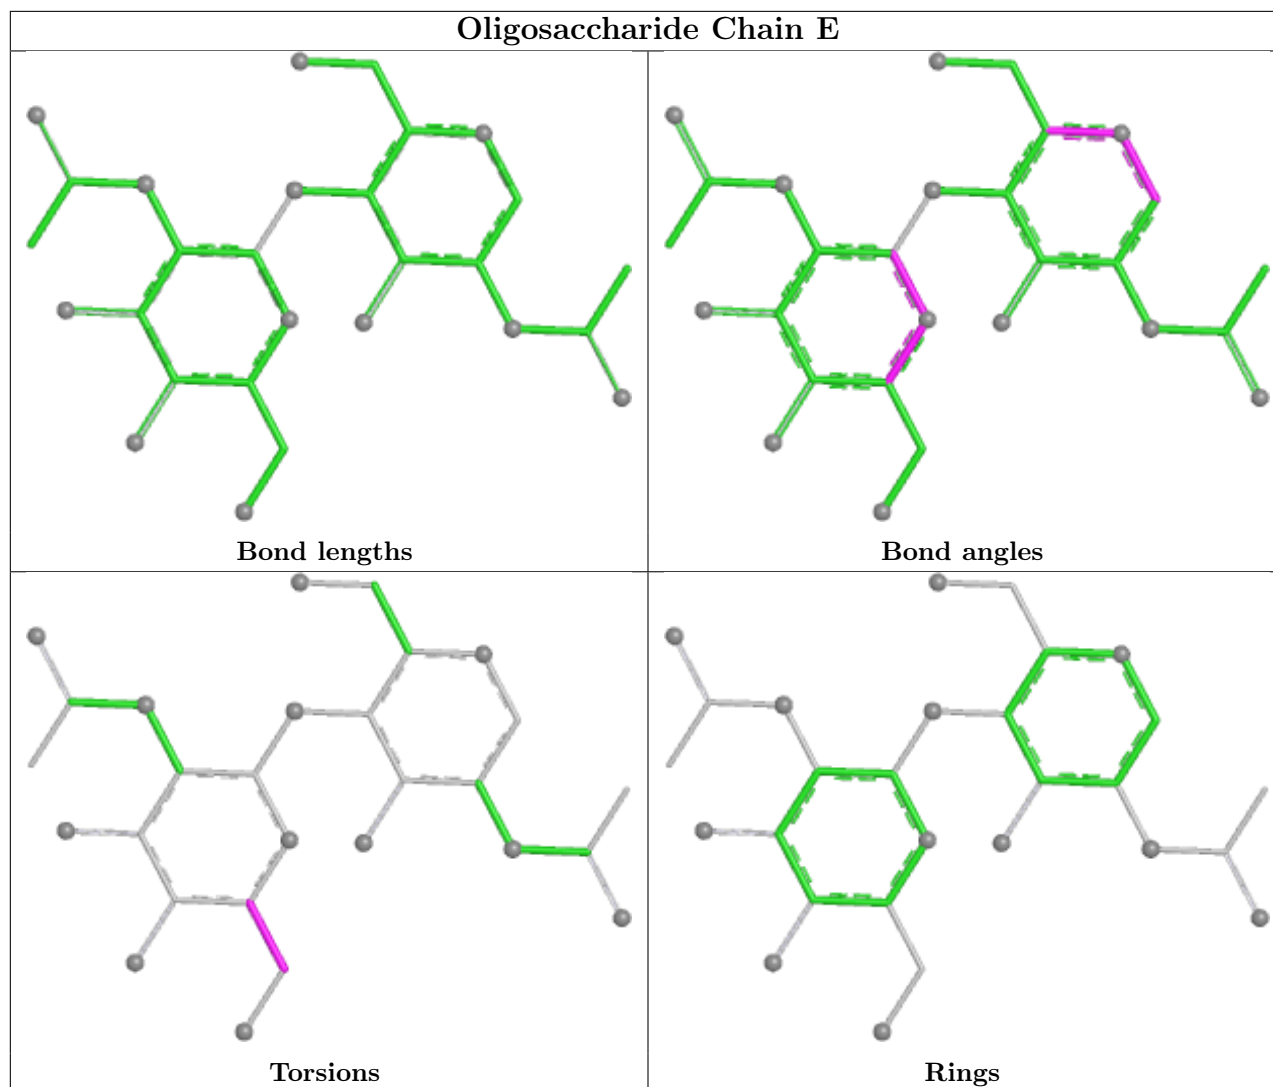 Oligosaccharide Chain E
Bond lengths
Bond angles
Torsions
Rings